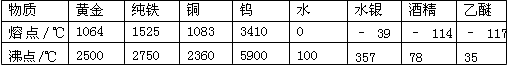 物质 黄金 纯铁 铜 钨 水 水银 酒精 乙醚
熔点/℃ 1064 1525 1083 3410 0 - 39 - 114 - 117
沸点/℃ 2500 2750 2360 5900 100 357 78 35